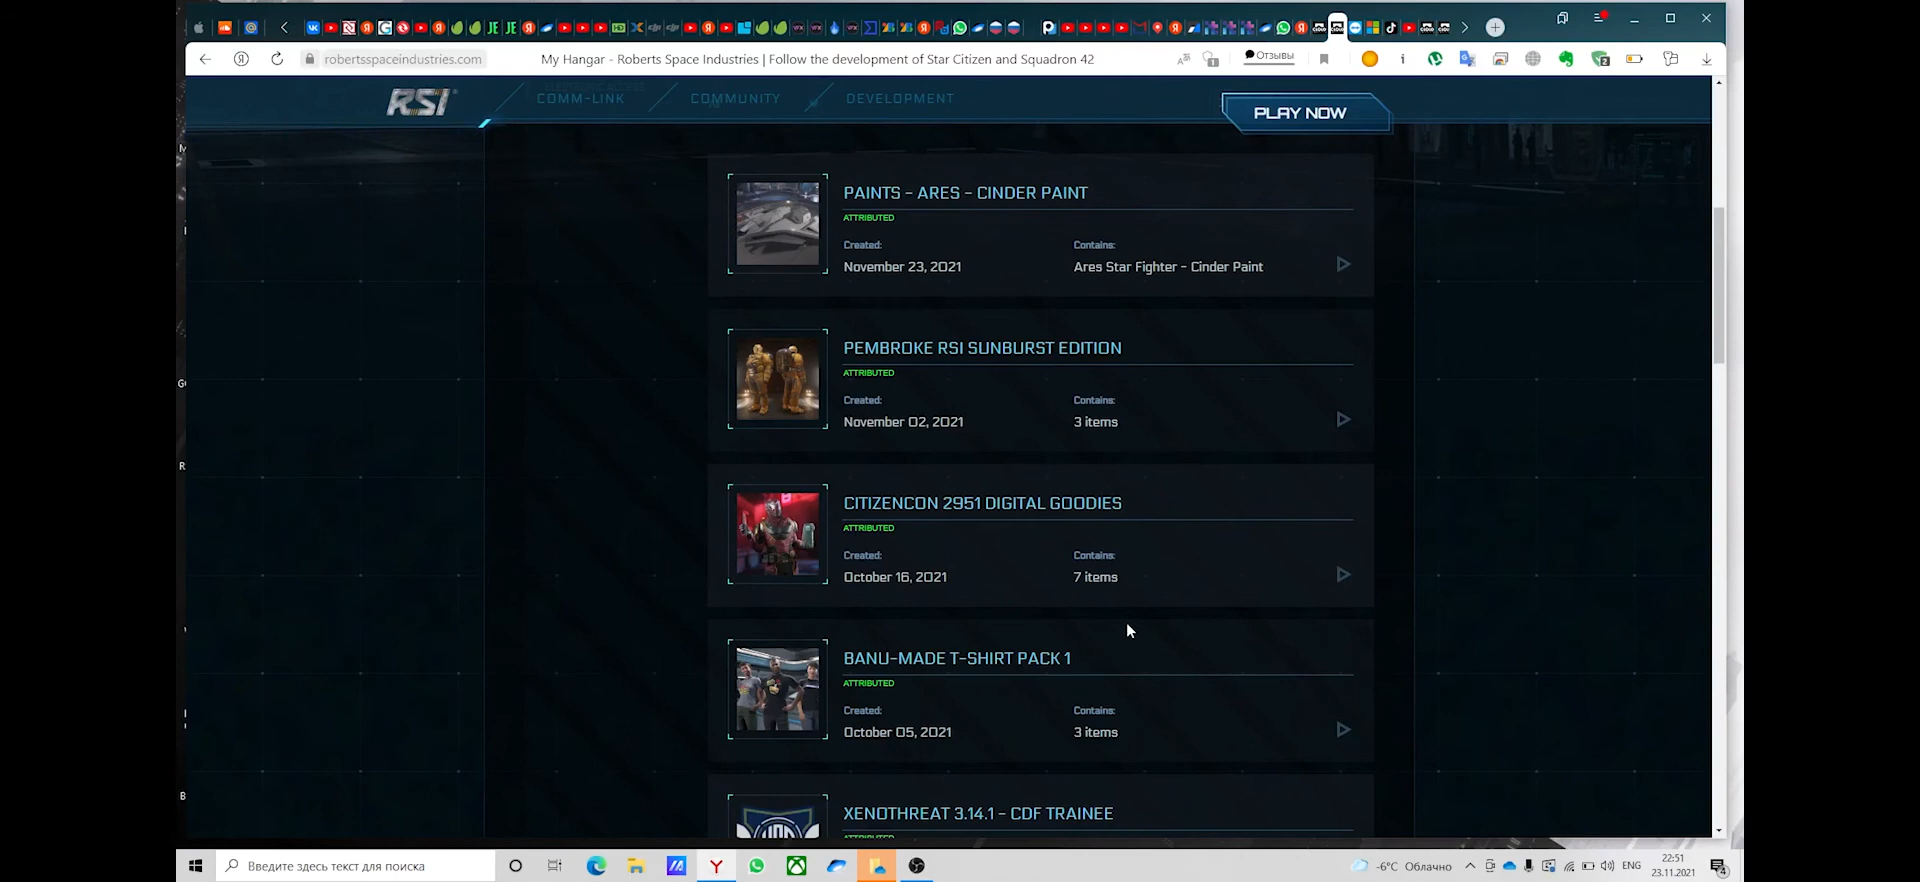 robertsspaceindustries.com
My Hangar - Roberts Space Industries | Follow the development of Star Citizen and Squadron 42
Отзывы
RSI
COMM-LINK
COMMUNITY
DEVELOPMENT
PLAY NOW
PAINTS - ARES - CINDER PAINT
ATTRIBUTED
Created:
Contains:
November 23, 2021
Ares Star Fighter - Cinder Paint
PEMBROKE RSI SUNBURST EDITION
ATTRIBUTED
Created:
Contains:
November 02, 2021
3 items
CITIZENCON 2951 DIGITAL GOODIES
ATTRIBUTED
Created:
Contains:
October 16, 2021
7 items
BANU-MADE T-SHIRT PACK 1
ATTRIBUTED
Created:
Contains:
October 05, 2021
3 items
XENOTHREAT 3.14.1 - CDF TRAINEE
ATTRIBUTED
Введите здесь текст для поиска
-6°C Облачно
ENG
22:51
23.11.2021